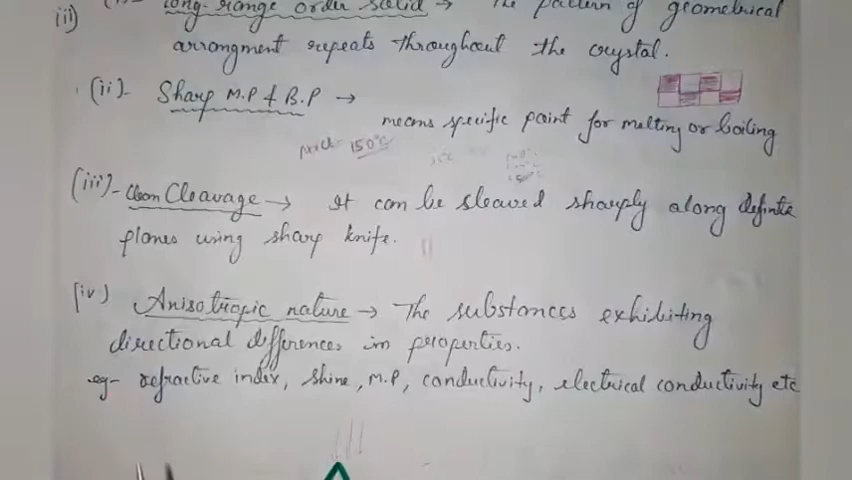 long-range order solid → The pattern of geometrical
ii)
arrangment repeats throughout the crystal.
(ii)- Sharp M.P & B.P →
means specific point for melting or boiling
150°C
(iii)- Clean Cleavage → It can be sleaved sharply along definite
planes using sharp knife.
(iv) Anisotropic nature → The substances exhibiting
directional differences in properties.
eg- refractive index, shine, M.P, conductivity, electrical conductivity etc